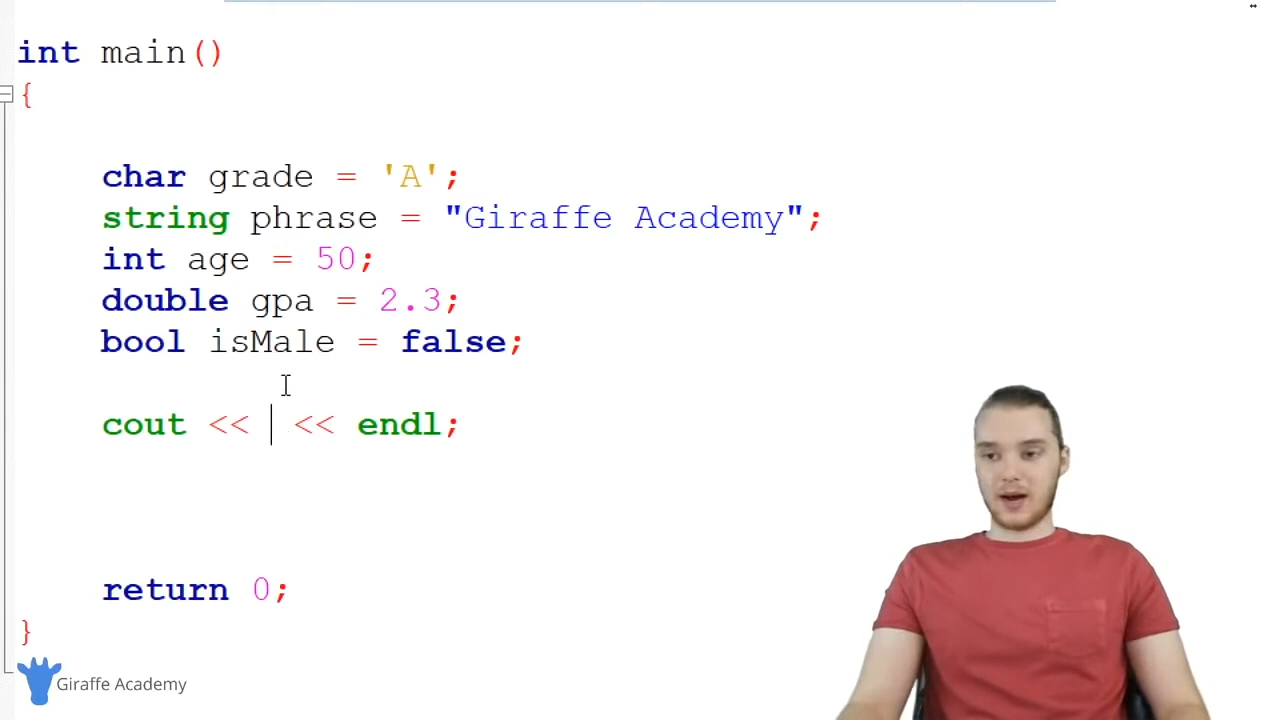 int main()
{
char grade = 'A';
string phrase = "Giraffe Academy";
int age = 50;
double gpa = 2.3;
bool isMale = false;
cout << << endl;
return 0;
}
Giraffe Academy